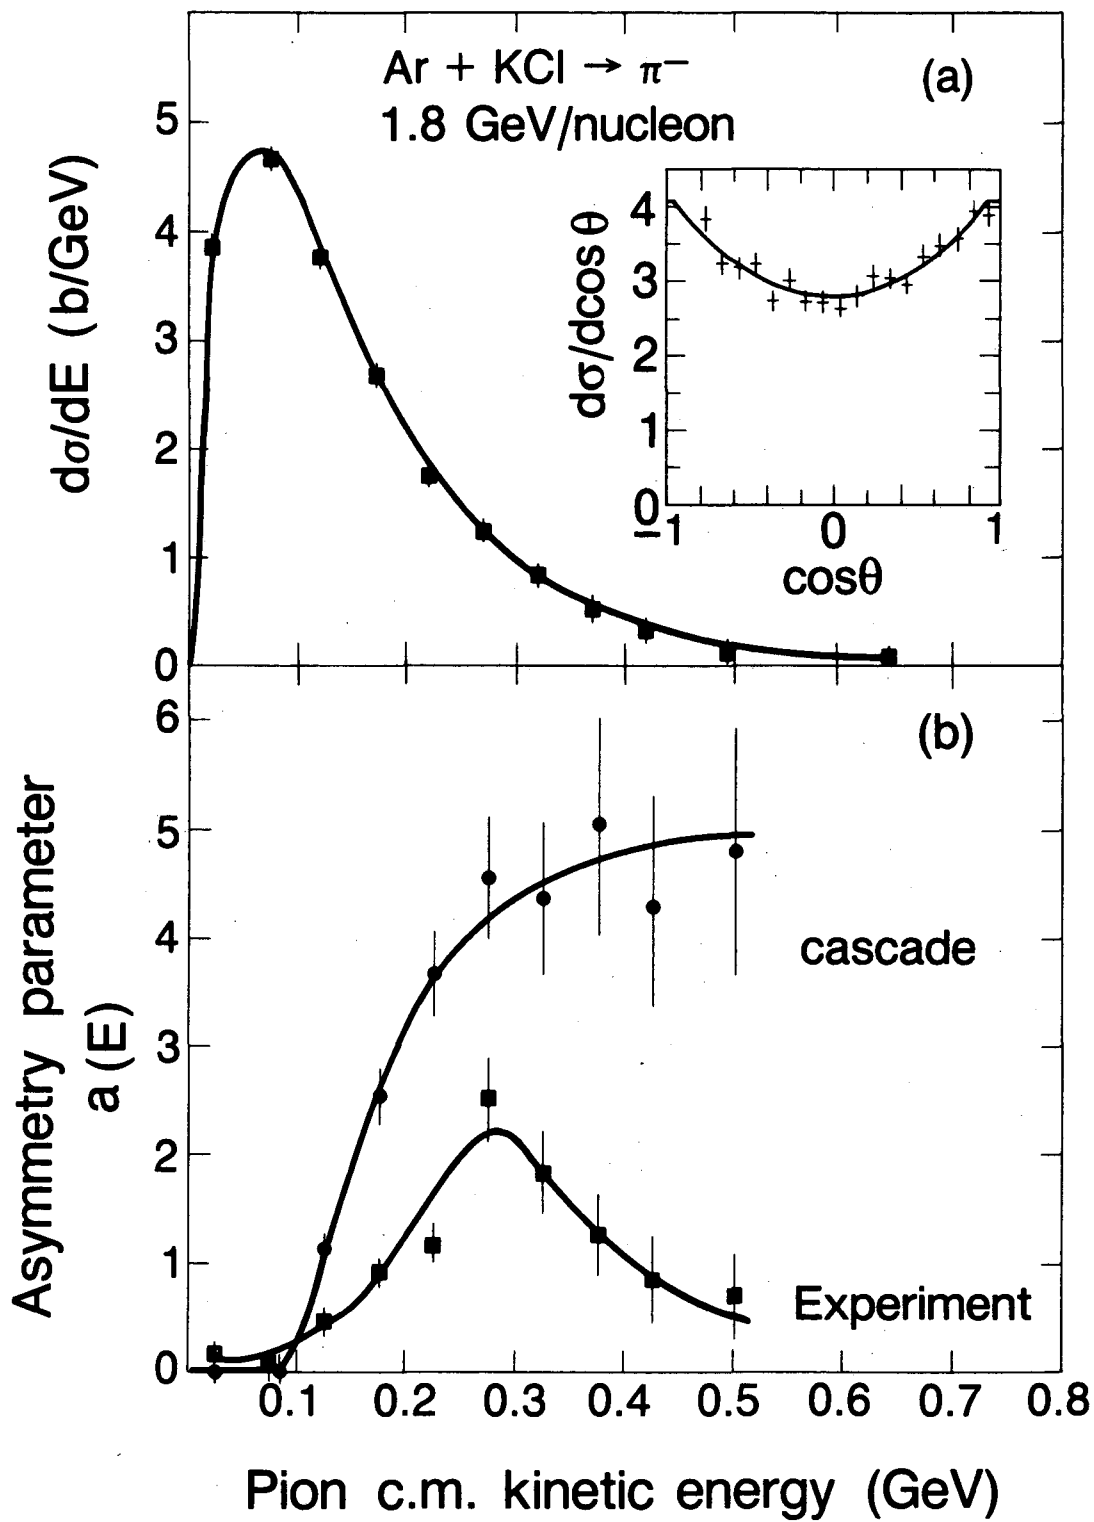 Ar + KCl → π⁻
(a)
1.8 GeV/nucleon
5
4
3
2
1
0
dσ/dE (b/GeV)
4
3
2
1
0
dσ/dcos θ
-1
0
1
cosθ
(b)
6
5
4
3
2
1
0
Asymmetry parameter
a(E)
cascade
Experiment
0.1
0.2
0.3
0.4
0.5
0.6
0.7
0.8
Pion c.m. kinetic energy (GeV)